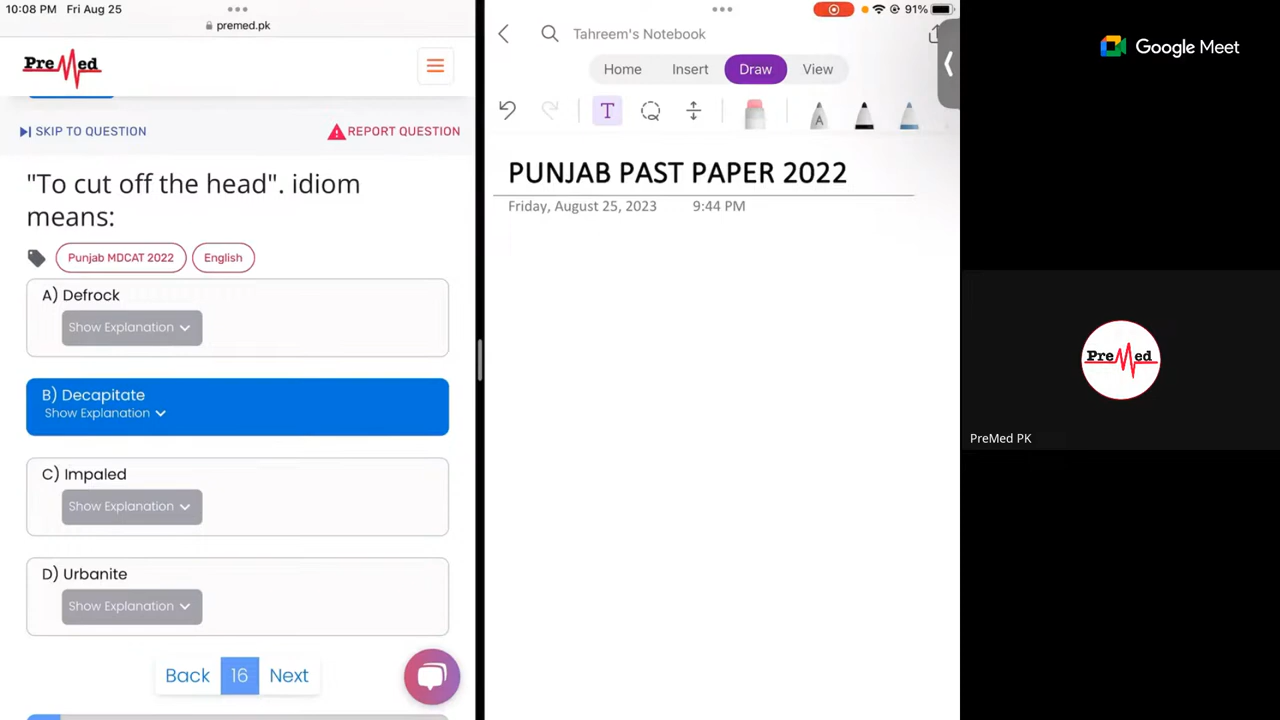 10:08 PM Fri Aug 25
premed.pk
PreMed
SKIP TO QUESTION
REPORT QUESTION
"To cut off the head". idiom
means:
Punjab MDCAT 2022
English
A) Defrock
Show Explanation
B) Decapitate
Show Explanation
C) Impaled
Show Explanation
D) Urbanite
Show Explanation
Back 16 Next
91%
Tahreem's Notebook
Home Insert Draw View
T
A
PUNJAB PAST PAPER 2022
Friday, August 25, 2023 9:44 PM
Google Meet
PreMed
PreMed PK